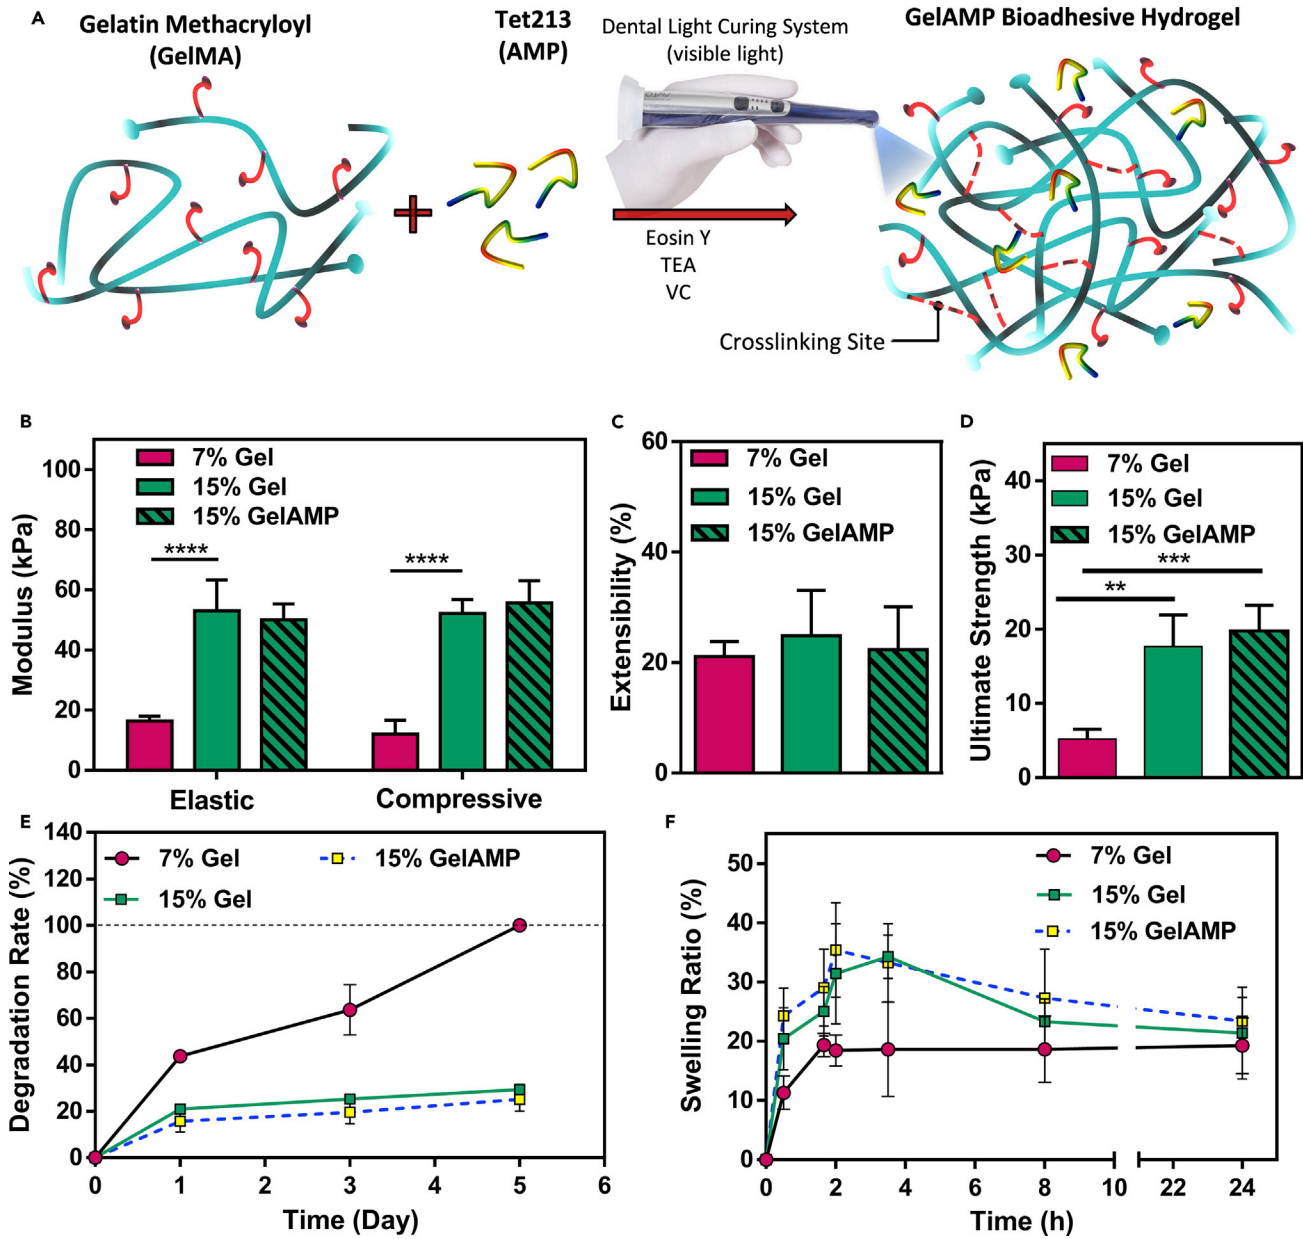 A
Gelatin Methacryloyl
(GelMA)
Tet213
(AMP)
Dental Light Curing System
(visible light)
GelAMP Bioadhesive Hydrogel
Eosin Y
TEA
VC
Crosslinking Site
B
Modulus (kPa)
100
80
60
40
20
0
7% Gel
15% Gel
15% GelAMP
****
****
Elastic
Compressive
C
Extensibility (%)
60
40
20
0
7% Gel
15% Gel
15% GelAMP
D
Ultimate Strength (kPa)
40
30
20
10
0
7% Gel
15% Gel
15% GelAMP
***
**
E
Degradation Rate (%)
140
120
100
80
60
40
20
0
7% Gel
15% GelAMP
15% Gel
0 1 2 3 4 5 6
Time (Day)
F
Swelling Ratio (%)
50
40
30
20
10
0
7% Gel
15% Gel
15% GelAMP
0 2 4 6 8 10 22 24
Time (h)